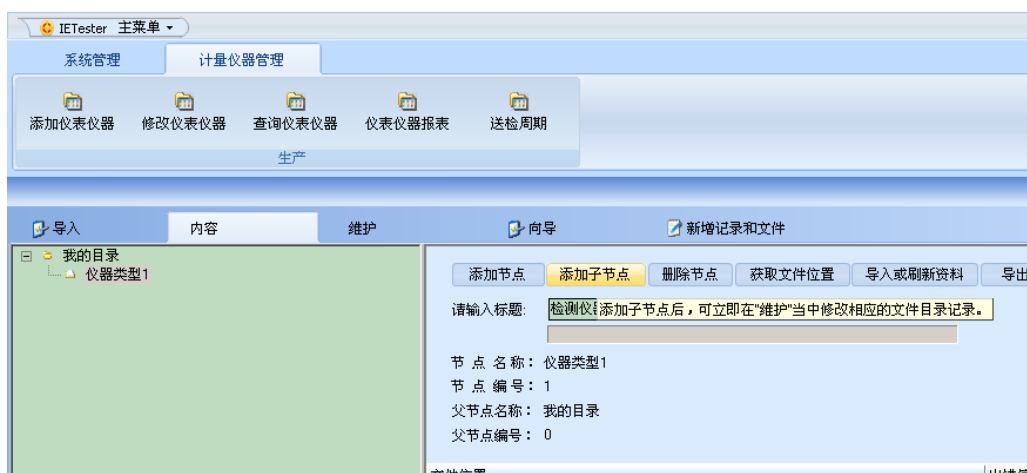 IETester 主菜单
系统管理 计量仪器管理
添加仪表仪器 修改仪表仪器 查询仪表仪器 仪表仪器报表 送检周期
生产
导入 内容 维护 向导 新增记录和文件
我的目录
仪器类型1
添加节点 添加子节点 删除节点 获取文件位置 导入或刷新资料 导出
请输入标题: 检测仪 添加子节点后，可立即在"维护"当中修改相应的文件目录记录。
节 点 名 称： 仪器类型1
节 点 编 号： 1
父节点名称： 我的目录
父节点编号： 0